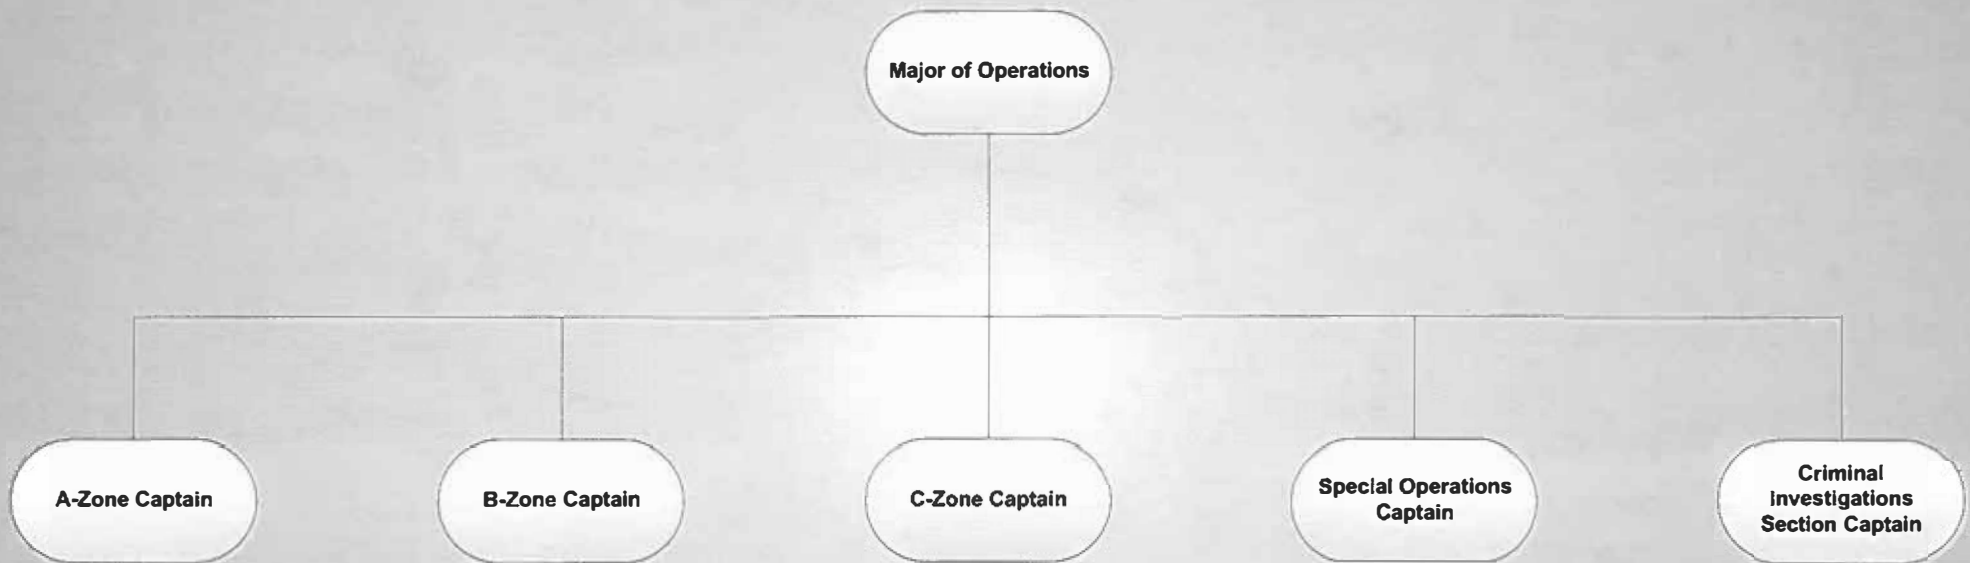 Major of Operations
A-Zone Captain
B-Zone Captain
C-Zone Captain
Special Operations
Captain
Criminal
Investigations
Section Captain